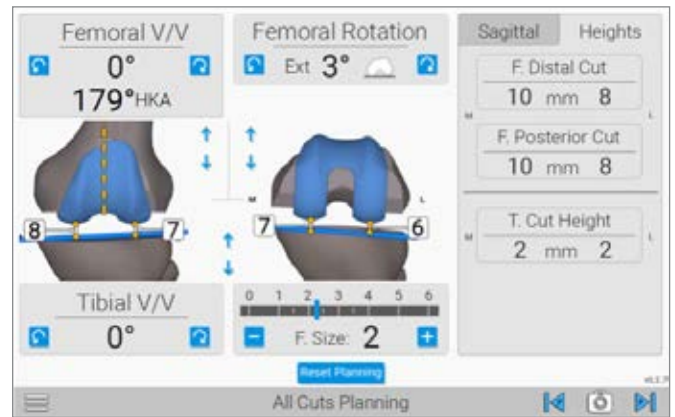 Femoral V/V
0°
179°HKA
Femoral Rotation
Ext 3°
Sagittal Heights
F. Distal Cut
10 mm 8
M L
F. Posterior Cut
10 mm 8
T. Cut Height
M L
2 mm 2
M L
8 7
7 6
Tibial V/V
0°
0 1 2 3 4 5 6
F. Size: 2
Reset Planning
All Cuts Planning